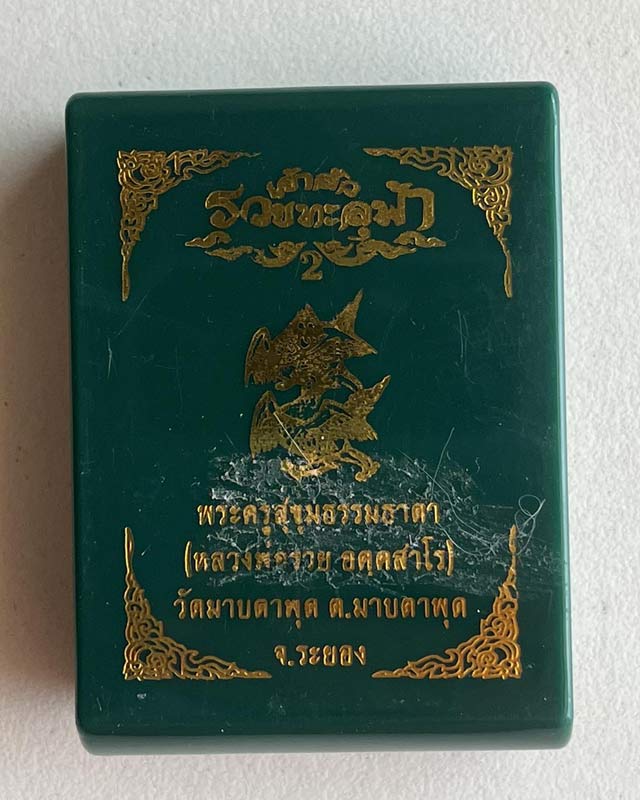 เจ้าสัว
รวยทะลุฟ้า
2
พระครูสุขุมธรรมธาดา
(หลวงพ่อรวย อตฺตสาโร)
วัดมาบตาพุด ต.มาบตาพุด
จ.ระยอง